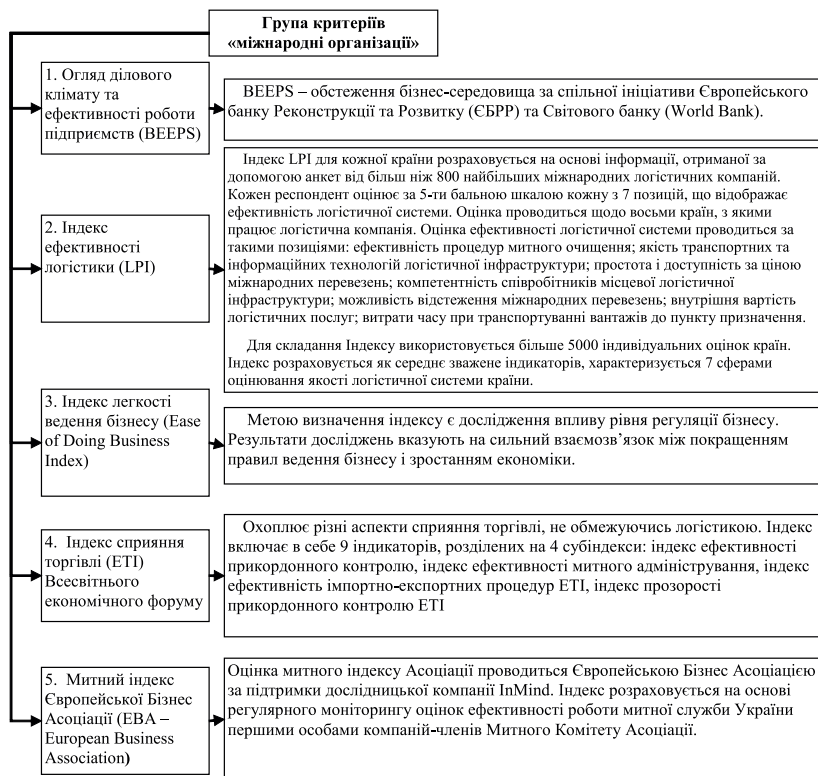 Група критеріїв
«міжнародні організації»
1. Огляд ділового
клімату та
ефективності роботи
підприємств (BEEPS)
BEEPS – обстеження бізнес-середовища за спільної ініціативи Європейського
банку Реконструкції та Розвитку (ЄБРР) та Світового банку (World Bank).
2. Індекс
ефективності
логістики (LPI)
Індекс LPI для кожної країни розраховується на основі інформації, отриманої за
допомогою анкет від більш ніж 800 найбільших міжнародних логістичних компаній.
Кожен респондент оцінює за 5-ти бальною шкалою кожну з 7 позицій, що відображає
ефективність логістичної системи. Оцінка проводиться щодо восьми країн, з якими
працює логістична компанія. Оцінка ефективності логістичної системи проводиться за
такими позиціями: ефективність процедур митного очищення; якість транспортних та
інформаційних технологій логістичної інфраструктури; простота і доступність за ціною
міжнародних перевезень; компетентність співробітників місцевої логістичної
інфраструктури; можливість відстеження міжнародних перевезень; внутрішня вартість
логістичних послуг; витрати часу при транспортуванні вантажів до пункту призначення.
Для складання Індексу використовується більше 5000 індивідуальних оцінок країн.
Індекс розраховується як середнє зважене індикаторів, характеризується 7 сферами
оцінювання якості логістичної системи країни.
3. Індекс легкості
ведення бізнесу (Ease
of Doing Business
Index)
Метою визначення індексу є дослідження впливу рівня регуляції бізнесу.
Результати досліджень вказують на сильний взаємозв’язок між покращенням
правил ведення бізнесу і зростанням економіки.
4. Індекс сприяння
торгівлі (ETI)
Всесвітнього
економічного форуму
Охоплює різні аспекти сприяння торгівлі, не обмежуючись логістикою. Індекс
включає в себе 9 індикаторів, розділених на 4 субіндекси: індекс ефективності
прикордонного контролю, індекс ефективності митного адміністрування, індекс
ефективність імпортно-експортних процедур ETI, індекс прозорості
прикордонного контролю ETI
5. Митний індекс
Європейської Бізнес
Асоціації (EBA –
European Business
Association)
Оцінка митного індексу Асоціації проводиться Європейською Бізнес Асоціацією
за підтримки дослідницької компанії InMind. Індекс розраховується на основі
регулярного моніторингу оцінок ефективності роботи митної служби України
першими особами компаній-членів Митного Комітету Асоціації.